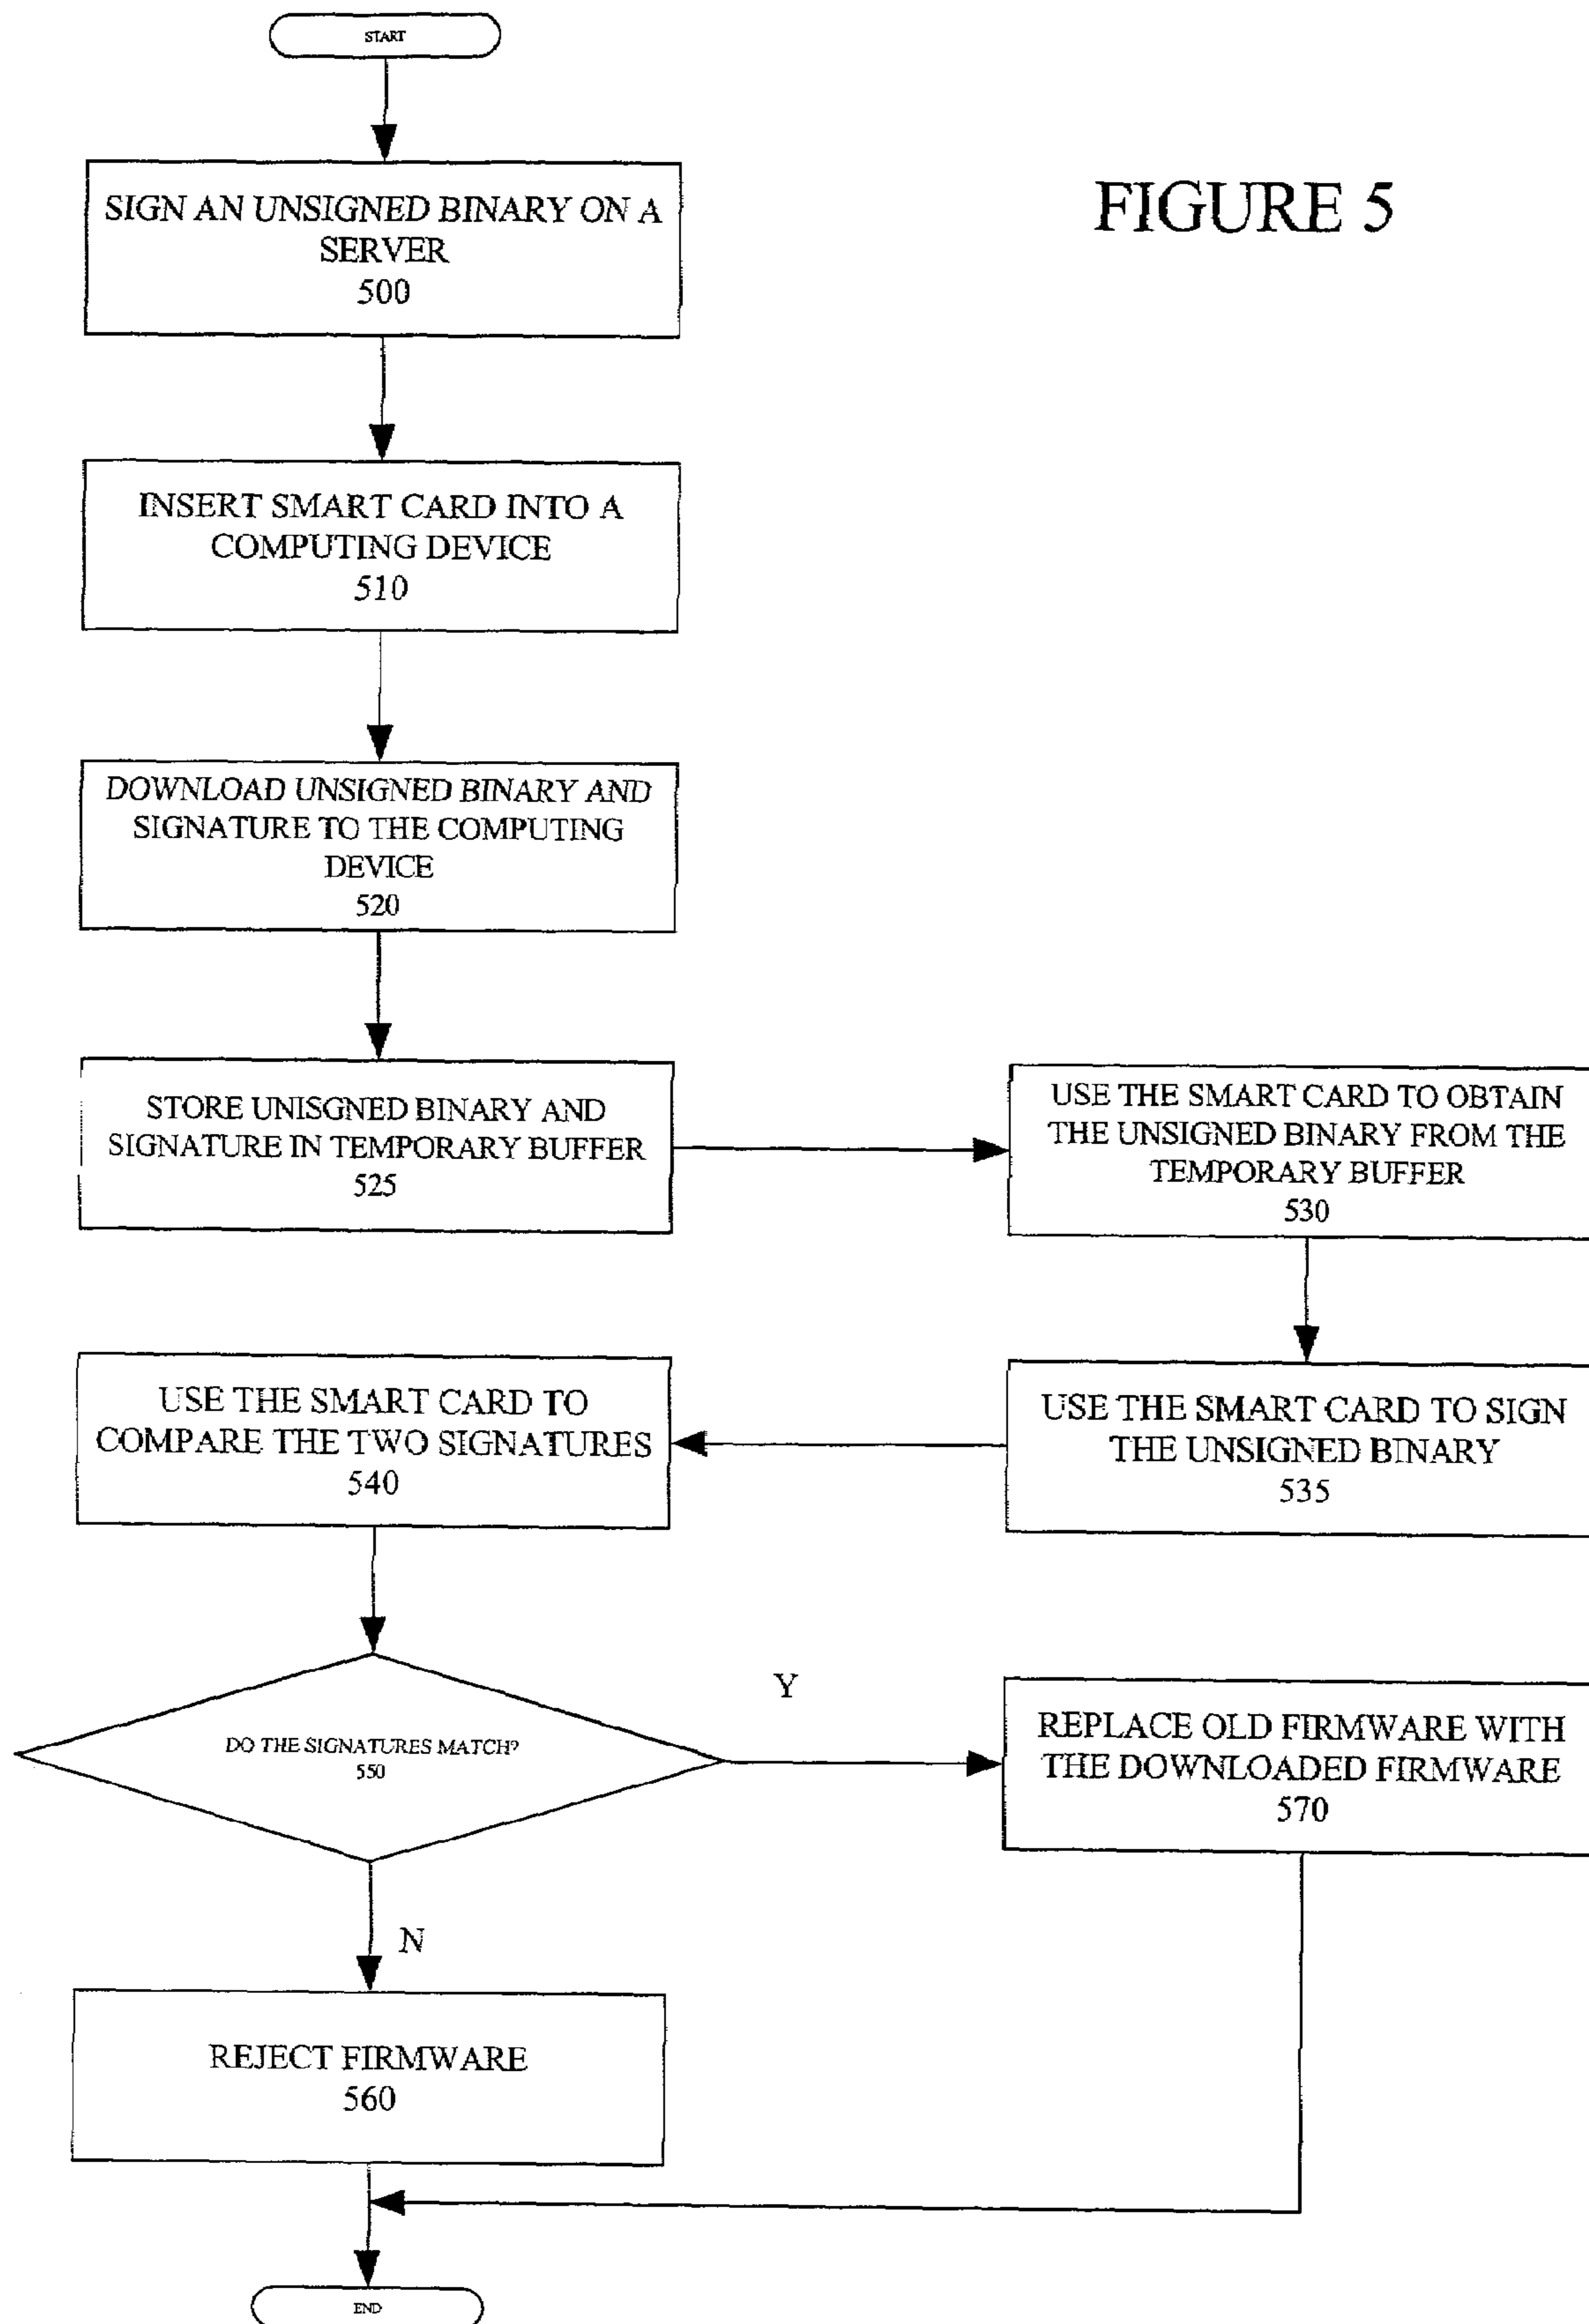 START
FIGURE 5
SIGN AN UNSIGNED BINARY ON A
SERVER
500
INSERT SMART CARD INTO A
COMPUTING DEVICE
510
DOWNLOAD UNSIGNED BINARY AND
SIGNATURE TO THE COMPUTING
DEVICE
520
STORE UNISGNED BINARY AND
SIGNATURE IN TEMPORARY BUFFER
525
USE THE SMART CARD TO OBTAIN
THE UNSIGNED BINARY FROM THE
TEMPORARY BUFFER
530
USE THE SMART CARD TO SIGN
THE UNSIGNED BINARY
535
USE THE SMART CARD TO
COMPARE THE TWO SIGNATURES
540
DO THE SIGNATURES MATCH?
550
Y
REPLACE OLD FIRMWARE WITH
THE DOWNLOADED FIRMWARE
570
N
REJECT FIRMWARE
560
END